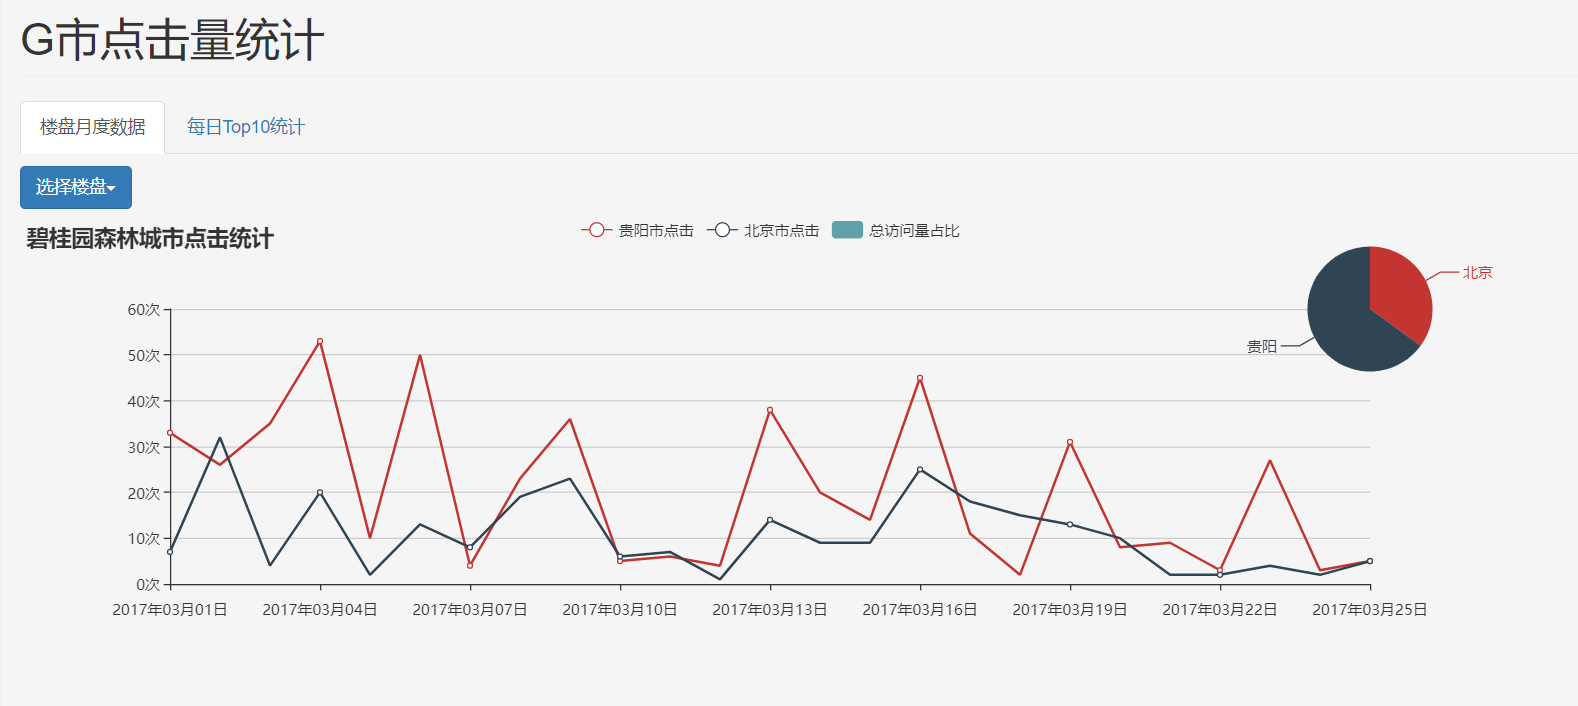 G市点击量统计
楼盘月度数据 每日Top10统计
选择楼盘
碧桂园森林城市点击统计
贵阳市点击 北京市点击 总访问量占比
北京
贵阳
60次
50次
40次
30次
20次
10次
0次
2017年03月01日 2017年03月04日 2017年03月07日 2017年03月10日 2017年03月13日 2017年03月16日 2017年03月19日 2017年03月22日 2017年03月25日